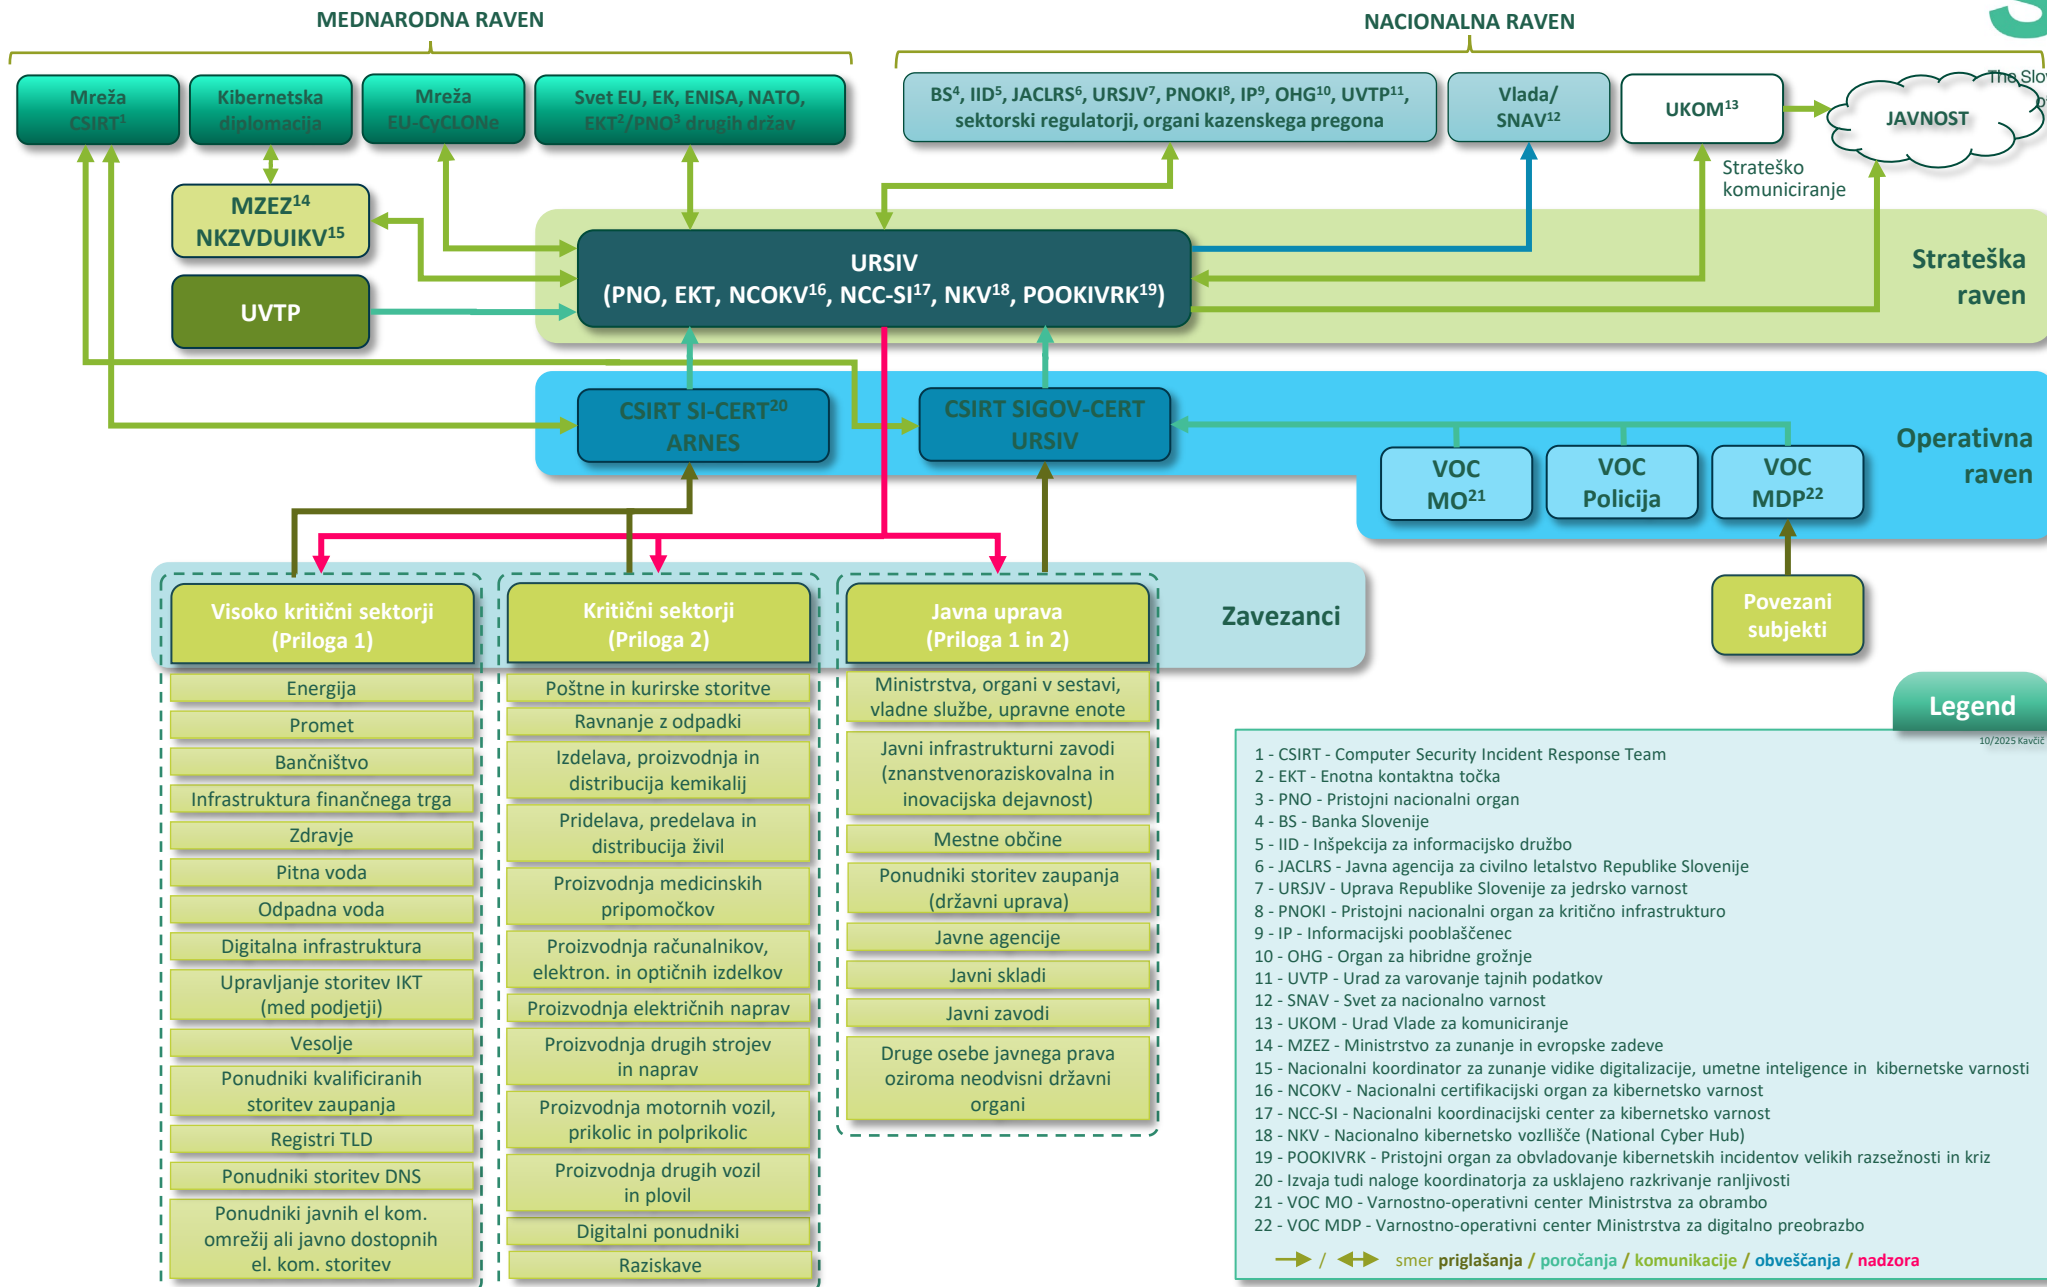 MEDNARODNA RAVEN
NACIONALNA RAVEN
Mreža
CSIRT¹
Kibernetska
diplomacija
Mreža
EU-CyCLONe
Svet EU, EK, ENISA, NATO,
EKT²/PNO³ drugih držav
BS⁴, IID⁵, JACLRS⁶, URSJV⁷, PNOKI⁸, IP⁹, OHG¹⁰, UVTP¹¹,
sektorski regulatorji, organi kazenskega pregona
Vlada/
SNAV¹²
UKOM¹³
JAVNOST
The Slov
Strateško
komuniciranje
MZEZ¹⁴
NKZVDUIKV¹⁵
UVTP
URSIV
(PNO, EKT, NCOKV¹⁶, NCC-SI¹⁷, NKV¹⁸, POOKIVRK¹⁹)
Strateška
raven
CSIRT SI-CERT²⁰
ARNES
CSIRT SIGOV-CERT
URSIV
Operativna
raven
VOC
MO²¹
VOC
Policija
VOC
MDP²²
Visoko kritični sektorji
(Priloga 1)
Kritični sektorji
(Priloga 2)
Javna uprava
(Priloga 1 in 2)
Zavezanci
Povezani
subjekti
Energija
Promet
Bančništvo
Infrastruktura finančnega trga
Zdravje
Pitna voda
Odpadna voda
Digitalna infrastruktura
Upravljanje storitev IKT
(med podjetji)
Vesolje
Ponudniki kvalificiranih
storitev zaupanja
Registri TLD
Ponudniki storitev DNS
Ponudniki javnih el kom.
omrežij ali javno dostopnih
el. kom. storitev
Poštne in kurirske storitve
Ravnanje z odpadki
Izdelava, proizvodnja in
distribucija kemikalij
Pridelava, predelava in
distribucija živil
Proizvodnja medicinskih
pripomočkov
Proizvodnja računalnikov,
elektron. in optičnih izdelkov
Proizvodnja električnih naprav
Proizvodnja drugih strojev
in naprav
Proizvodnja motornih vozil,
prikolic in polprikolic
Proizvodnja drugih vozil
in plovil
Digitalni ponudniki
Raziskave
Ministrstva, organi v sestavi,
vladne službe, upravne enote
Javni infrastrukturni zavodi
(znanstvenoraziskovalna in
inovacijska dejavnost)
Mestne občine
Ponudniki storitev zaupanja
(državni uprava)
Javne agencije
Javni skladi
Javni zavodi
Druge osebe javnega prava
oziroma neodvisni državni
organi
Legend
10/2025 Kavčič
1 - CSIRT - Computer Security Incident Response Team
2 - EKT - Enotna kontaktna točka
3 - PNO - Pristojni nacionalni organ
4 - BS - Banka Slovenije
5 - IID - Inšpekcija za informacijsko družbo
6 - JACLRS - Javna agencija za civilno letalstvo Republike Slovenije
7 - URSJV - Uprava Republike Slovenije za jedrsko varnost
8 - PNOKI - Pristojni nacionalni organ za kritično infrastrukturo
9 - IP - Informacijski pooblaščenec
10 - OHG - Organ za hibridne grožnje
11 - UVTP - Urad za varovanje tajnih podatkov
12 - SNAV - Svet za nacionalno varnost
13 - UKOM - Urad Vlade za komuniciranje
14 - MZEZ - Ministrstvo za zunanje in evropske zadeve
15 - Nacionalni koordinator za zunanje vidike digitalizacije, umetne inteligence in kibernetske varnosti
16 - NCOKV - Nacionalni certifikacijski organ za kibernetsko varnost
17 - NCC-SI - Nacionalni koordinacijski center za kibernetsko varnost
18 - NKV - Nacionalno kibernetsko vozllišče (National Cyber Hub)
19 - POOKIVRK - Pristojni organ za obvladovanje kibernetskih incidentov velikih razsežnosti in kriz
20 - Izvaja tudi naloge koordinatorja za usklajeno razkrivanje ranljivosti
21 - VOC MO - Varnostno-operativni center Ministrstva za obrambo
22 - VOC MDP - Varnostno-operativni center Ministrstva za digitalno preobrazbo
/ smer priglašanja / poročanja / komunikacije / obveščanja / nadzora